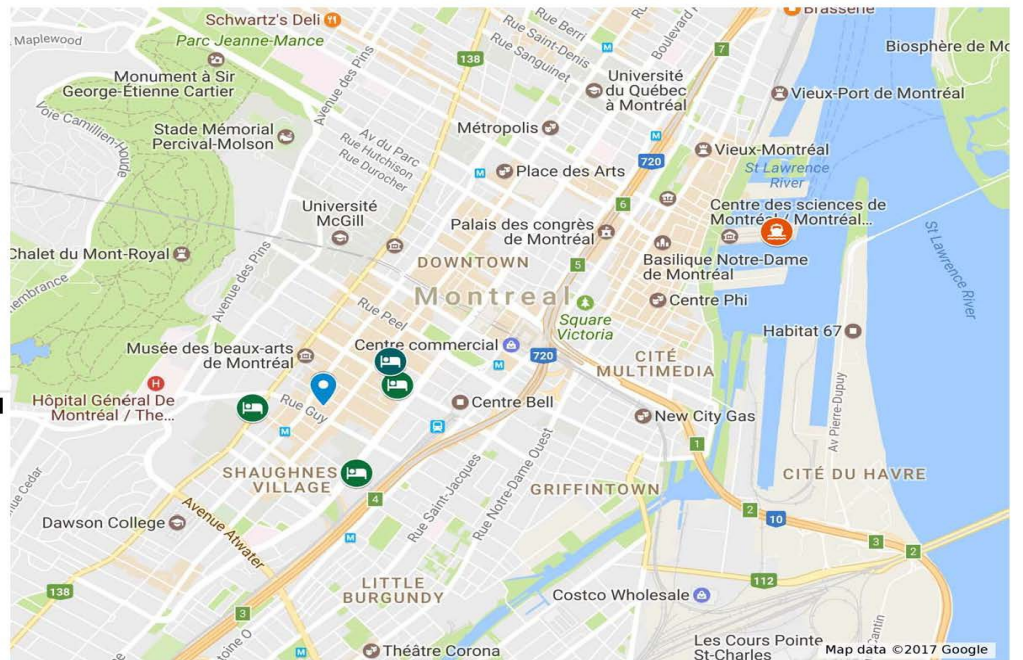 Schwartz's Deli
Parc Jeanne-Mance
Maplewood
Monument à Sir
George-Étienne Cartier
Voie Camillien-Houde
Avenue des Pins
138
Rue Berri
Rue Saint-Denis
Rue Sanguinet
Boulevard
7
Brasserie
Biosphère de Mo
Université
du Québec
à Montréal
Vieux-Port de Montréal
Stade Mémorial
Percival-Molson
Av du Parc
Rue Hutchison
Rue Durocher
Métropolis
M
M
720
Vieux-Montréal
St Lawrence
River
M
Place des Arts
Université
McGill
6
Palais des congrès
de Montréal
Centre des sciences de
Montréal / Montréal...
Basilique Notre-Dame
de Montréal
St Lawrence River
Chalet du Mont-Royal
Avenue des Pins
DOWNTOWN
5
Montreal
Centre Phi
membrance
Rue Peel
Square
Victoria
Habitat 67
Musée des beaux-arts
de Montréal
Centre commercial
720
M
CITÉ
MULTIMEDIA
H
Hôpital Général De
Montréal / The...
Rue Guy
M
Centre Bell
New City Gas
Av Pierre-Dupuy
1
SHAUGHNES
VILLAGE
4
Rue Saint-Jacques
Rue Notre-Dame Ouest
GRIFFINTOWN
CITÉ DU HAVRE
ue Cedar
Dawson College
Avenue Atwater
M
2
10
3
2
138
LITTLE
BURGUNDY
112
Costco Wholesale
3
oine O
M
Théâtre Corona
Les Cours Pointe
St-Charles
Cantin
Map data ©2017 Google